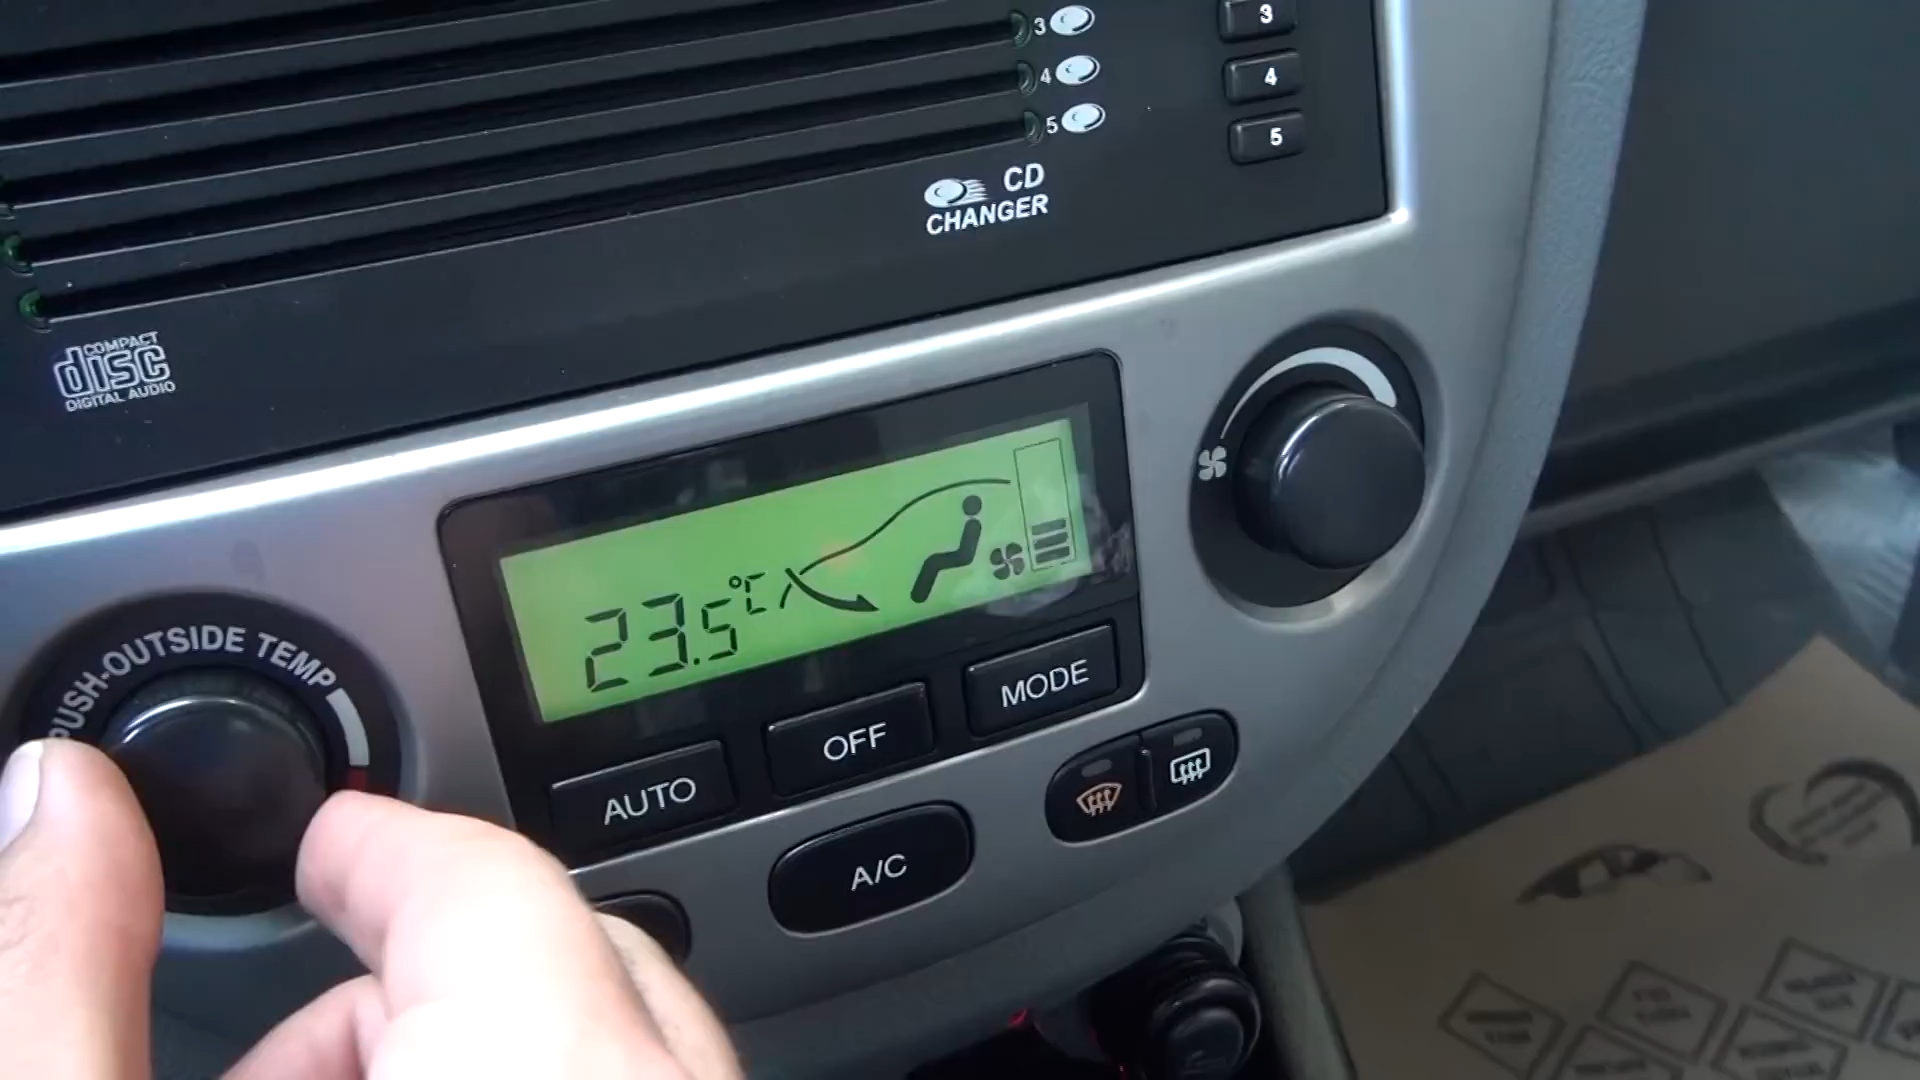 3
4
5
3
4
5
CD
CHANGER
COMPACT
disc
DIGITAL AUDIO
23.5°C
PUSH-OUTSIDE TEMP
AUTO
OFF
MODE
A/C